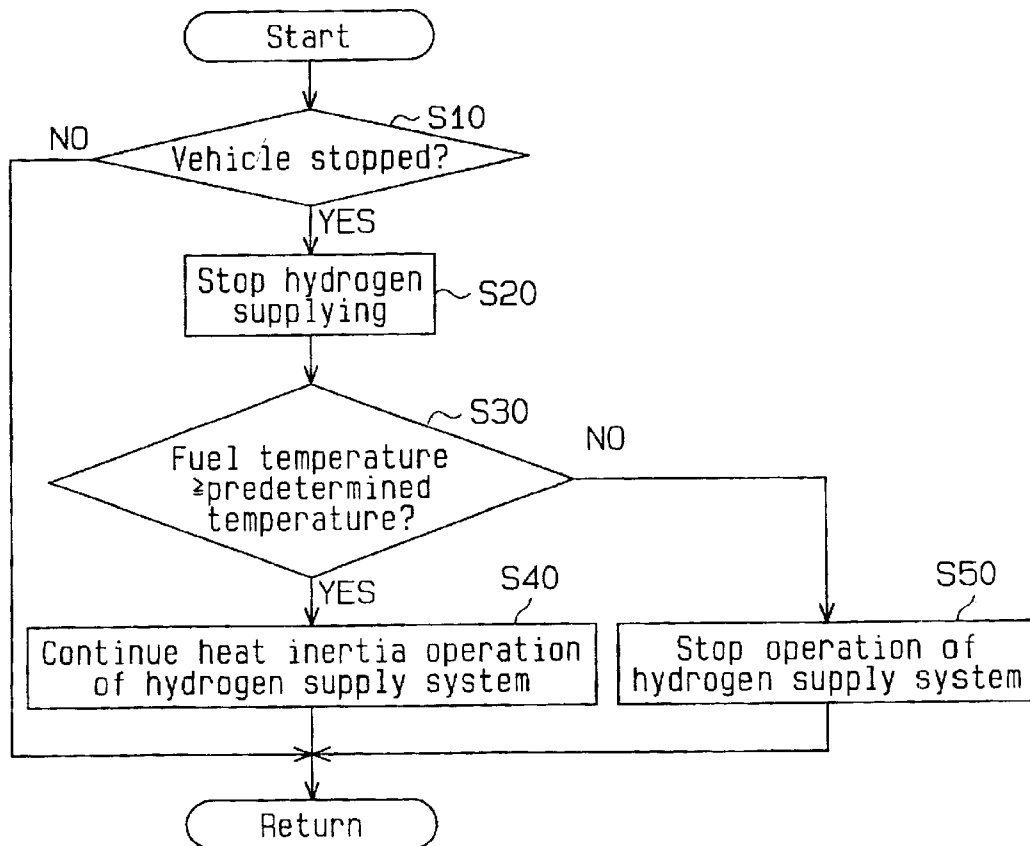 Start
S10
NO
Vehicle stopped?
YES
Stop hydrogen
supplying
S20
S30
NO
Fuel temperature
≧predetermined
temperature?
YES
S40
S50
Continue heat inertia operation
of hydrogen supply system
Stop operation of
hydrogen supply system
Return